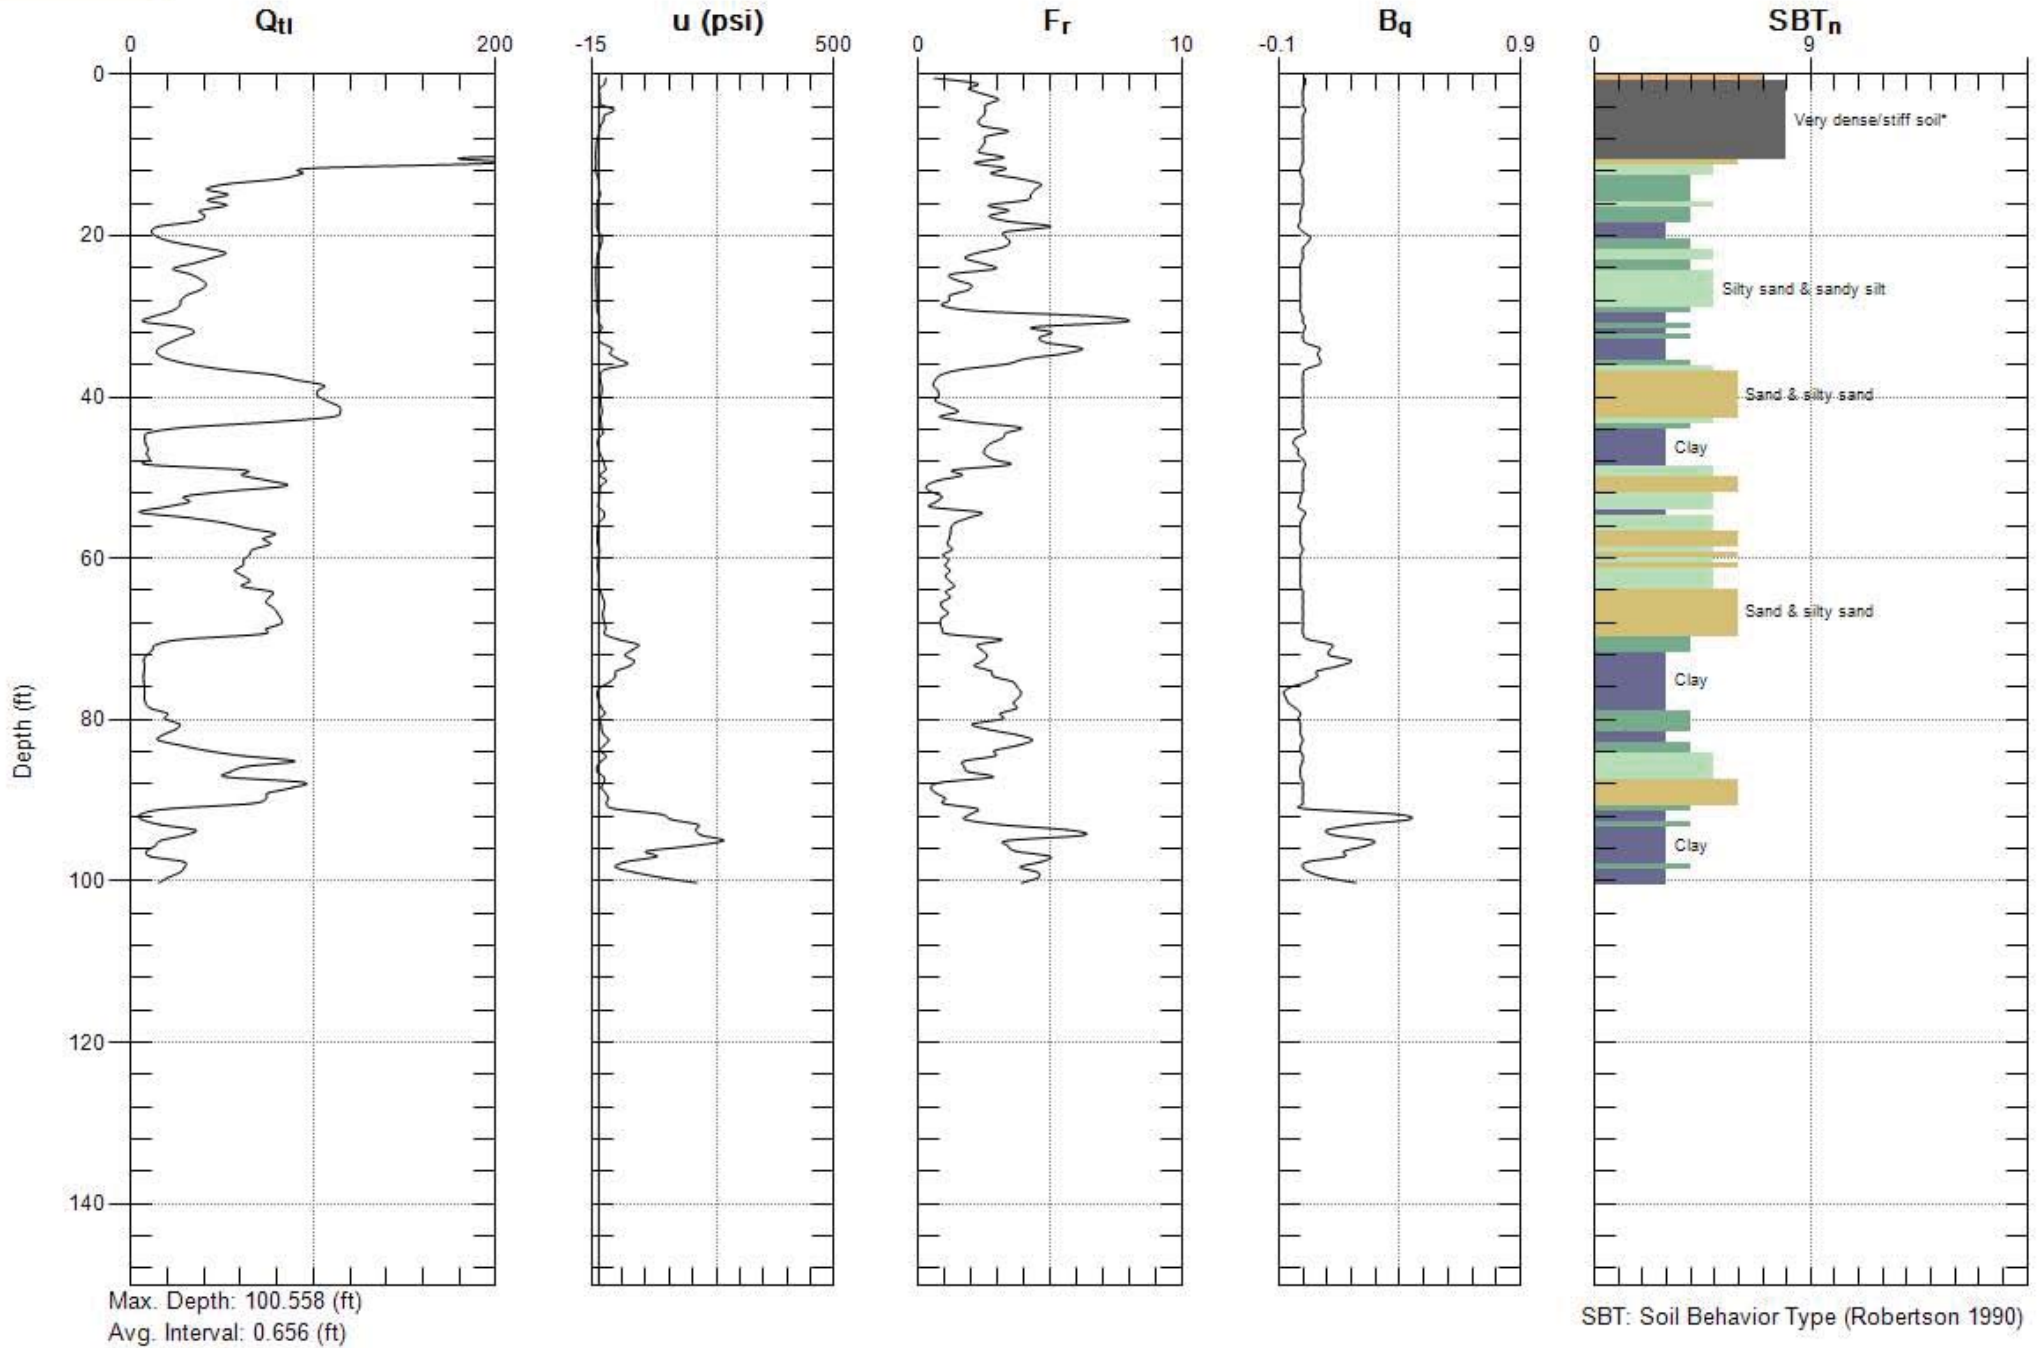 Qtl
u (psi)
Fr
Bq
SBTn
0 200
-15 500
0 10
-0.1 0.9
0 9
0
20
40
60
80
100
120
140
Depth (ft)
Very dense/stiff soil*
Silty sand & sandy silt
Sand & silty sand
Clay
Sand & silty sand
Clay
Clay
Max. Depth: 100.558 (ft)
Avg. Interval: 0.656 (ft)
SBT: Soil Behavior Type (Robertson 1990)